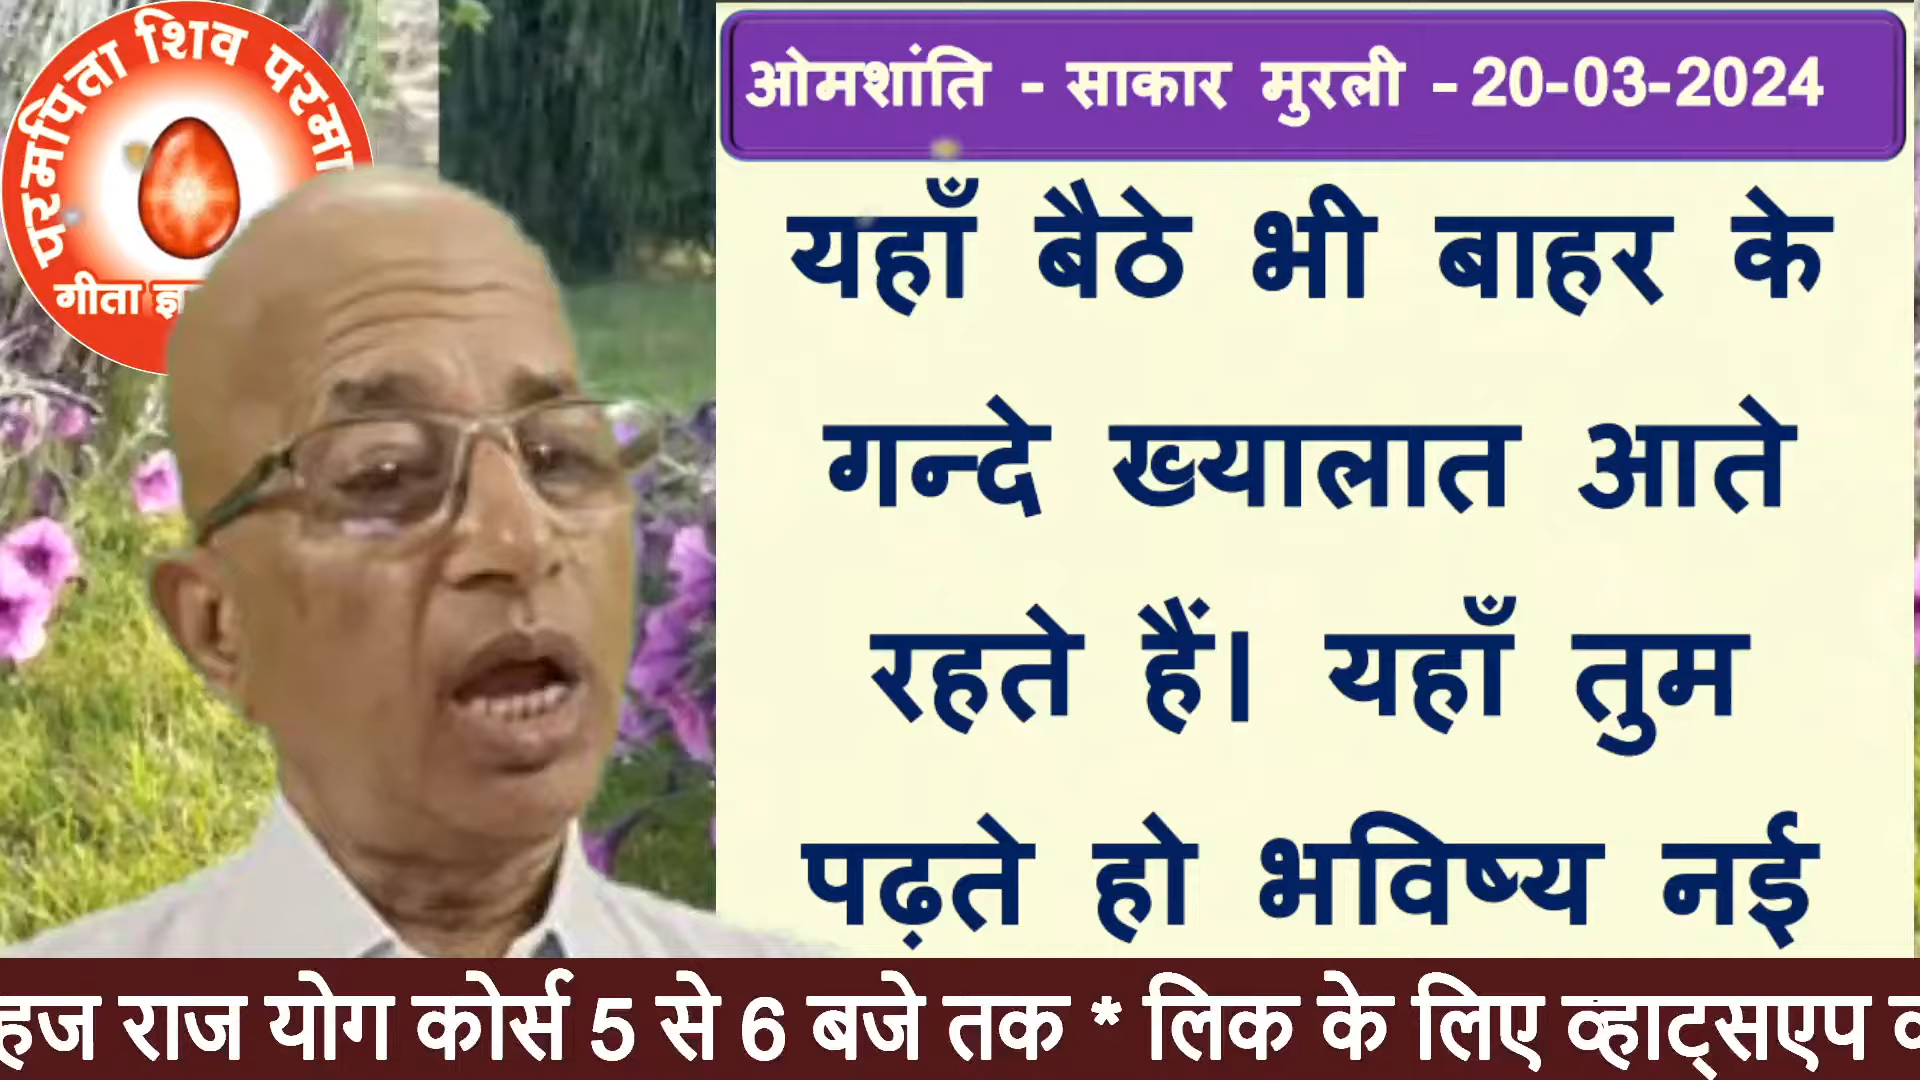 परमपिता शिव परमा
गीता
ओमशांति - साकार मुरली - 20-03-2024
यहाँ बैठे भी बाहर के
गन्दे ख्यालात आते
रहते हैं। यहाँ तुम
पढ़ते हो भविष्य नई
हज राज योग कोर्स 5 से 6 बजे तक * लिक के लिए व्हाट्सएप